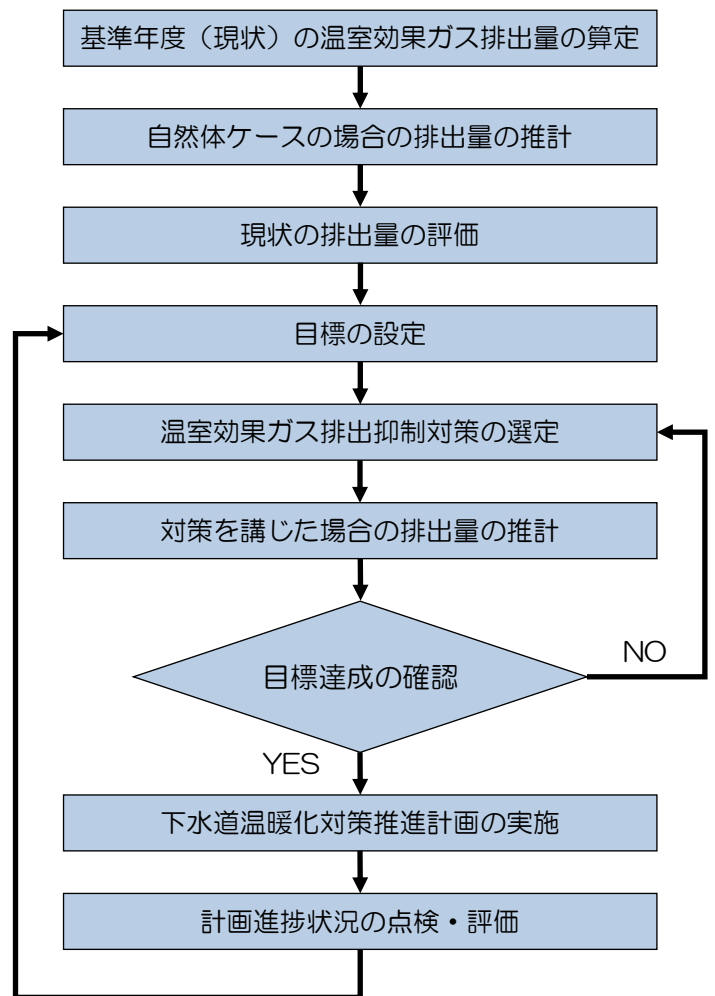 基準年度（現状）の温室効果ガス排出量の算定
自然体ケースの場合の排出量の推計
現状の排出量の評価
目標の設定
温室効果ガス排出抑制対策の選定
対策を講じた場合の排出量の推計
目標達成の確認
NO
YES
下水道温暖化対策推進計画の実施
計画進捗状況の点検・評価